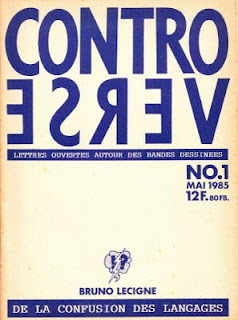 CONTRO
VERSE
LETTRES OUVERTES AUTOUR DES BANDES DESSINEES
NO.1
MAI 1985
12F. 80FB.
BRUNO LECIGNE
DE LA CONFUSION DES LANGAGES